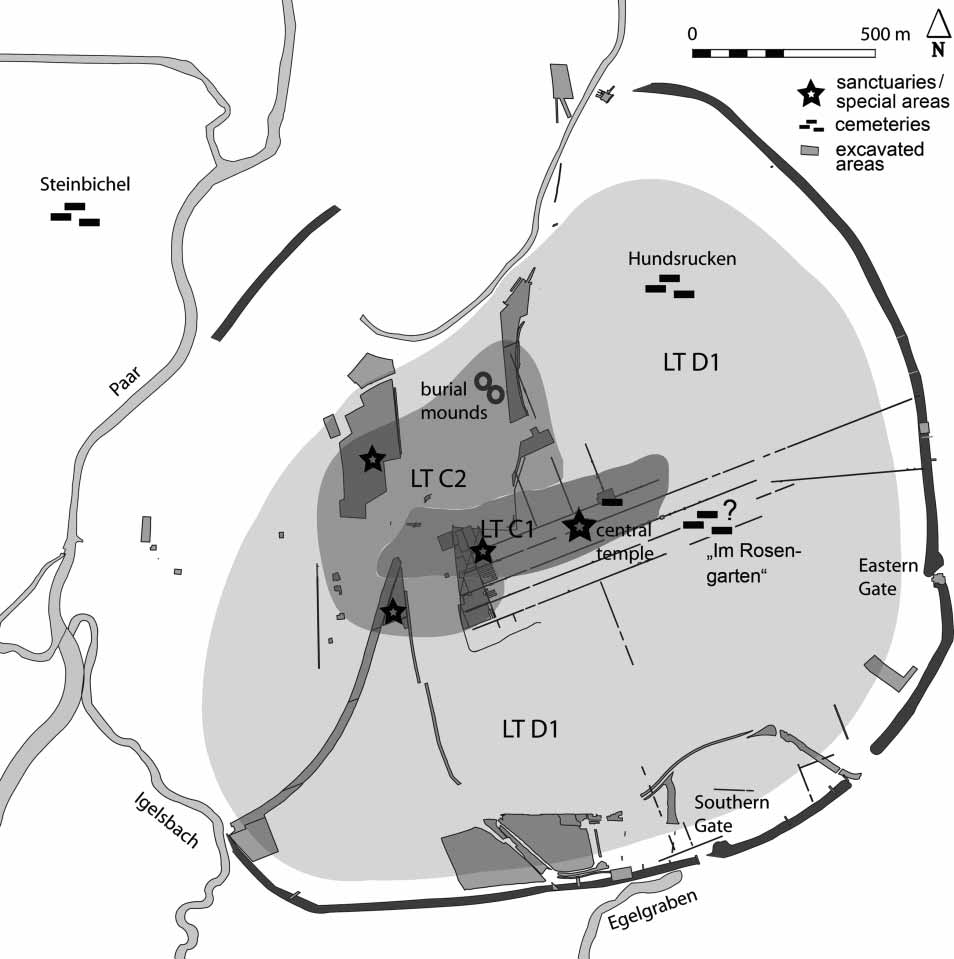 0 500 m
N
sanctuaries/
special areas
cemeteries
excavated
areas
Steinbichel
Hundsrucken
LT D1
Paar
burial
mounds
LT C2
LT C1
central
temple
?
„Im Rosen-
garten“
Eastern
Gate
LT D1
Igelsbach
Southern
Gate
Egelgraben